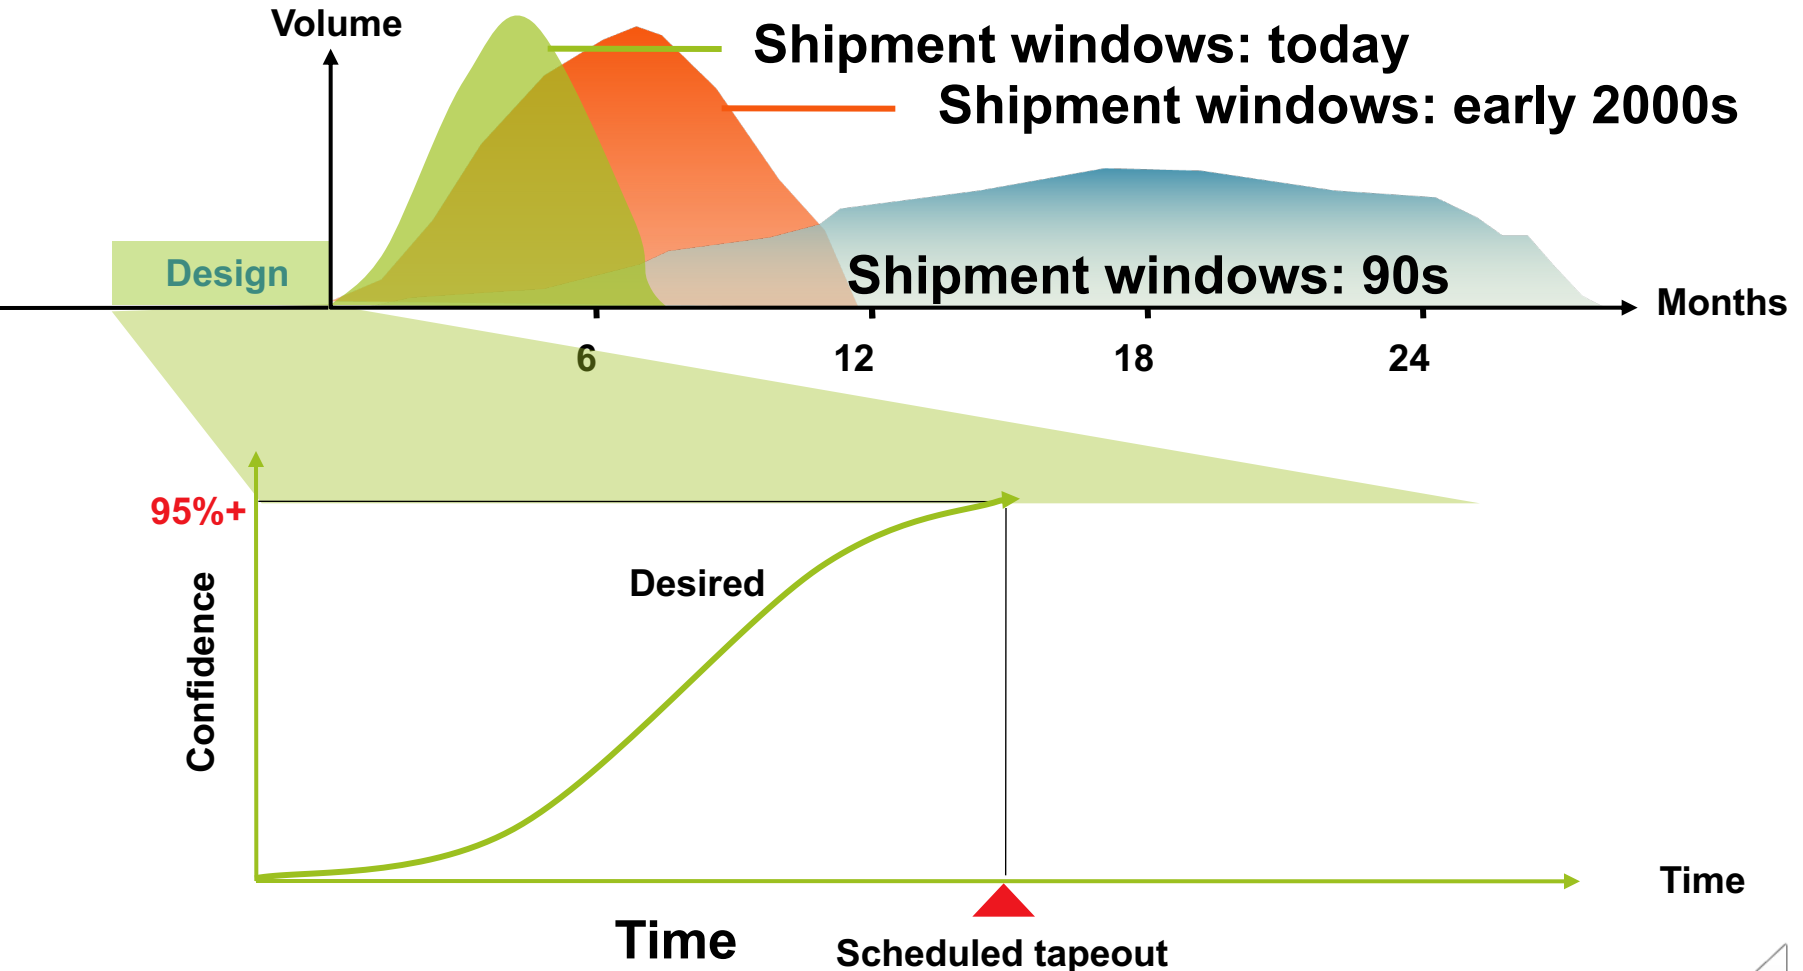 Volume
Shipment windows: today
Shipment windows: early 2000s
Design
Shipment windows: 90s
Months
6
12
18
24
95%+
Desired
Confidence
Time
Time
Scheduled tapeout